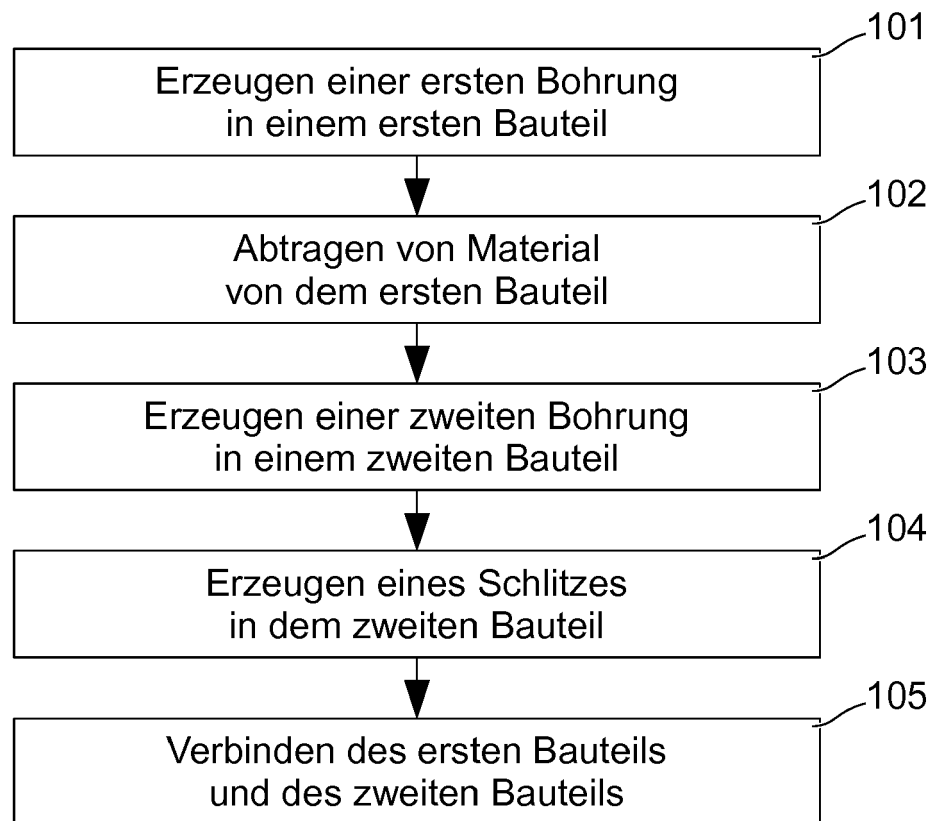 101
Erzeugen einer ersten Bohrung
in einem ersten Bauteil
102
Abtragen von Material
von dem ersten Bauteil
103
Erzeugen einer zweiten Bohrung
in einem zweiten Bauteil
104
Erzeugen eines Schlitzes
in dem zweiten Bauteil
105
Verbinden des ersten Bauteils
und des zweiten Bauteils